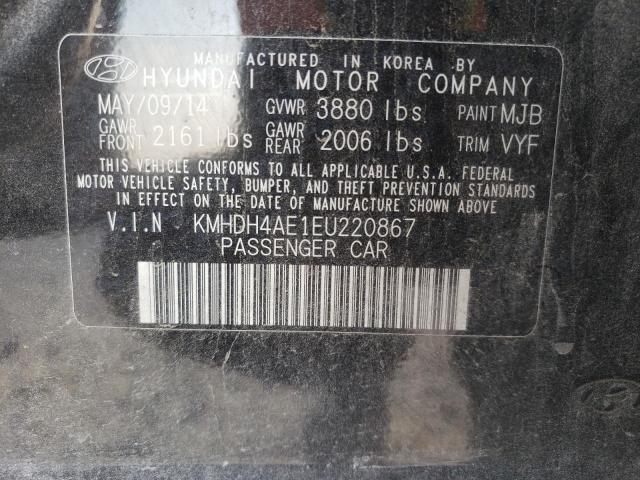 MANUFACTURED IN KOREA BY
HYUNDAI MOTOR COMPANY
MAY/09/14 GVWR 3880 lbs PAINT MJB
GAWR FRONT 2161 lbs GAWR REAR 2006 lbs TRIM VYF
THIS VEHICLE CONFORMS TO ALL APPLICABLE U.S.A. FEDERAL
MOTOR VEHICLE SAFETY, BUMPER, AND THEFT PREVENTION STANDARDS
IN EFFECT ON THE DATE OF MANUFACTURE SHOWN ABOVE.
V.I.N KMHDH4AE1EU220867
PASSENGER CAR